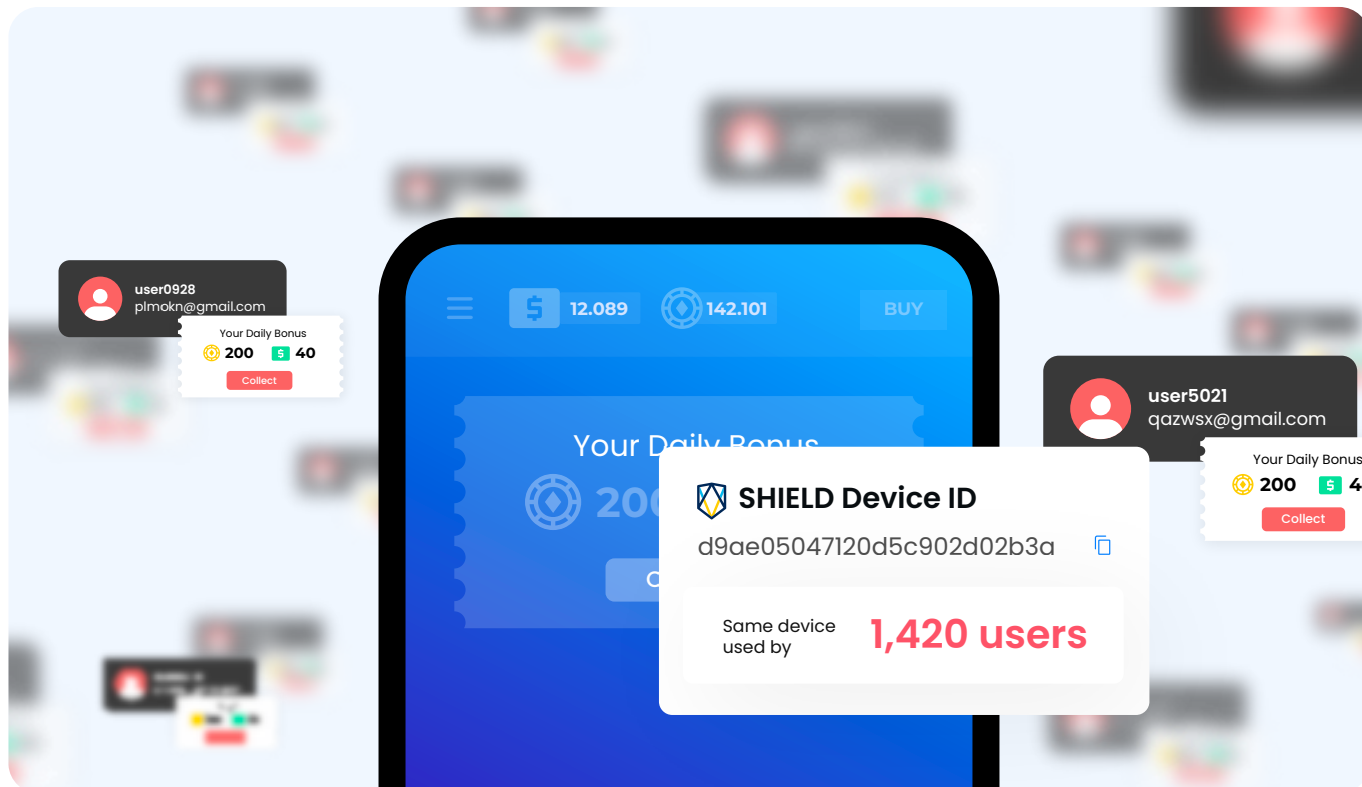 user0928
plmokn@gmail.com
Your Daily Bonus
200 40
Collect
12.089 142.101 BUY
Your Daily Bonus
200
SHIELD Device ID
d9ae05047120d5c902d02b3a
Same device
used by
1,420 users
user5021
qazwsx@gmail.com
Your Daily Bonus
200 4
Collect